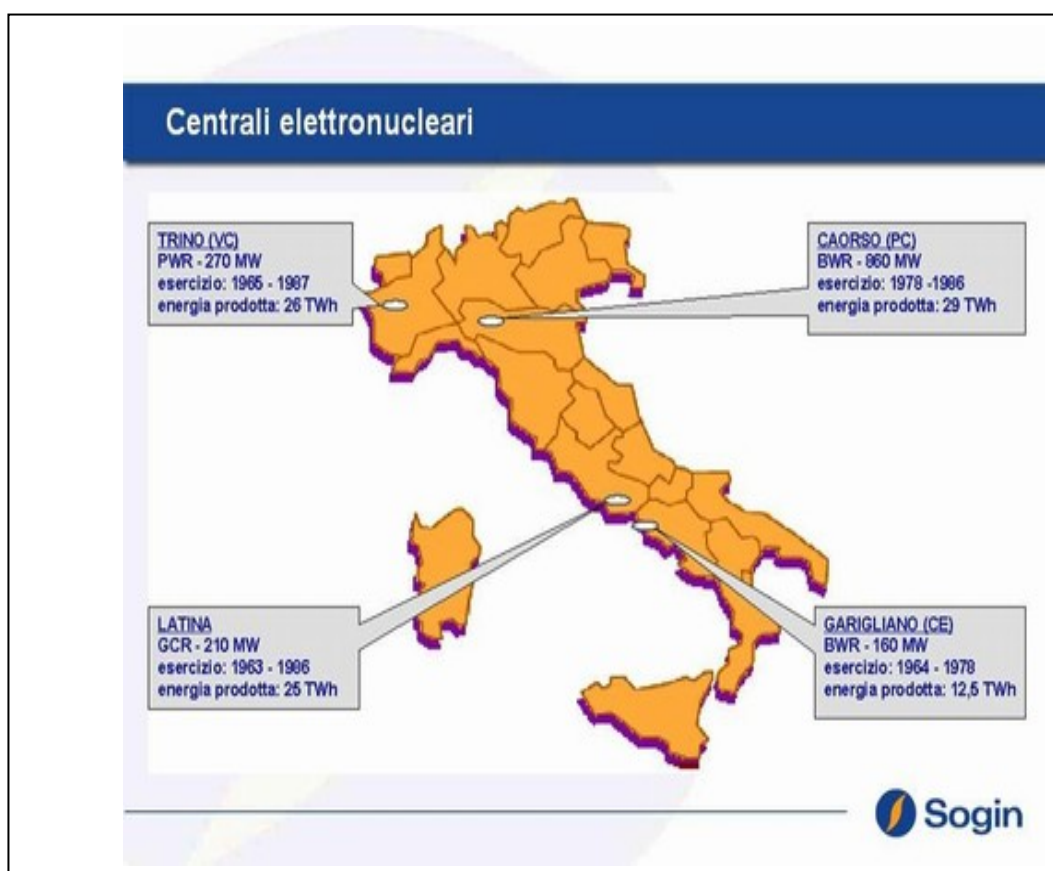 Centrali elettronucleari
TRINO (VC)
PWR - 270 MW
esercizio: 1965 - 1987
energia prodotta: 26 TWh
CAORSO (PC)
BWR - 860 MW
esercizio: 1978 -1986
energia prodotta: 29 TWh
LATINA
GCR - 210 MW
esercizio: 1963 - 1986
energia prodotta: 25 TWh
GARIGLIANO (CE)
BWR - 160 MW
esercizio: 1964 - 1978
energia prodotta: 12,5 TWh
Sogin